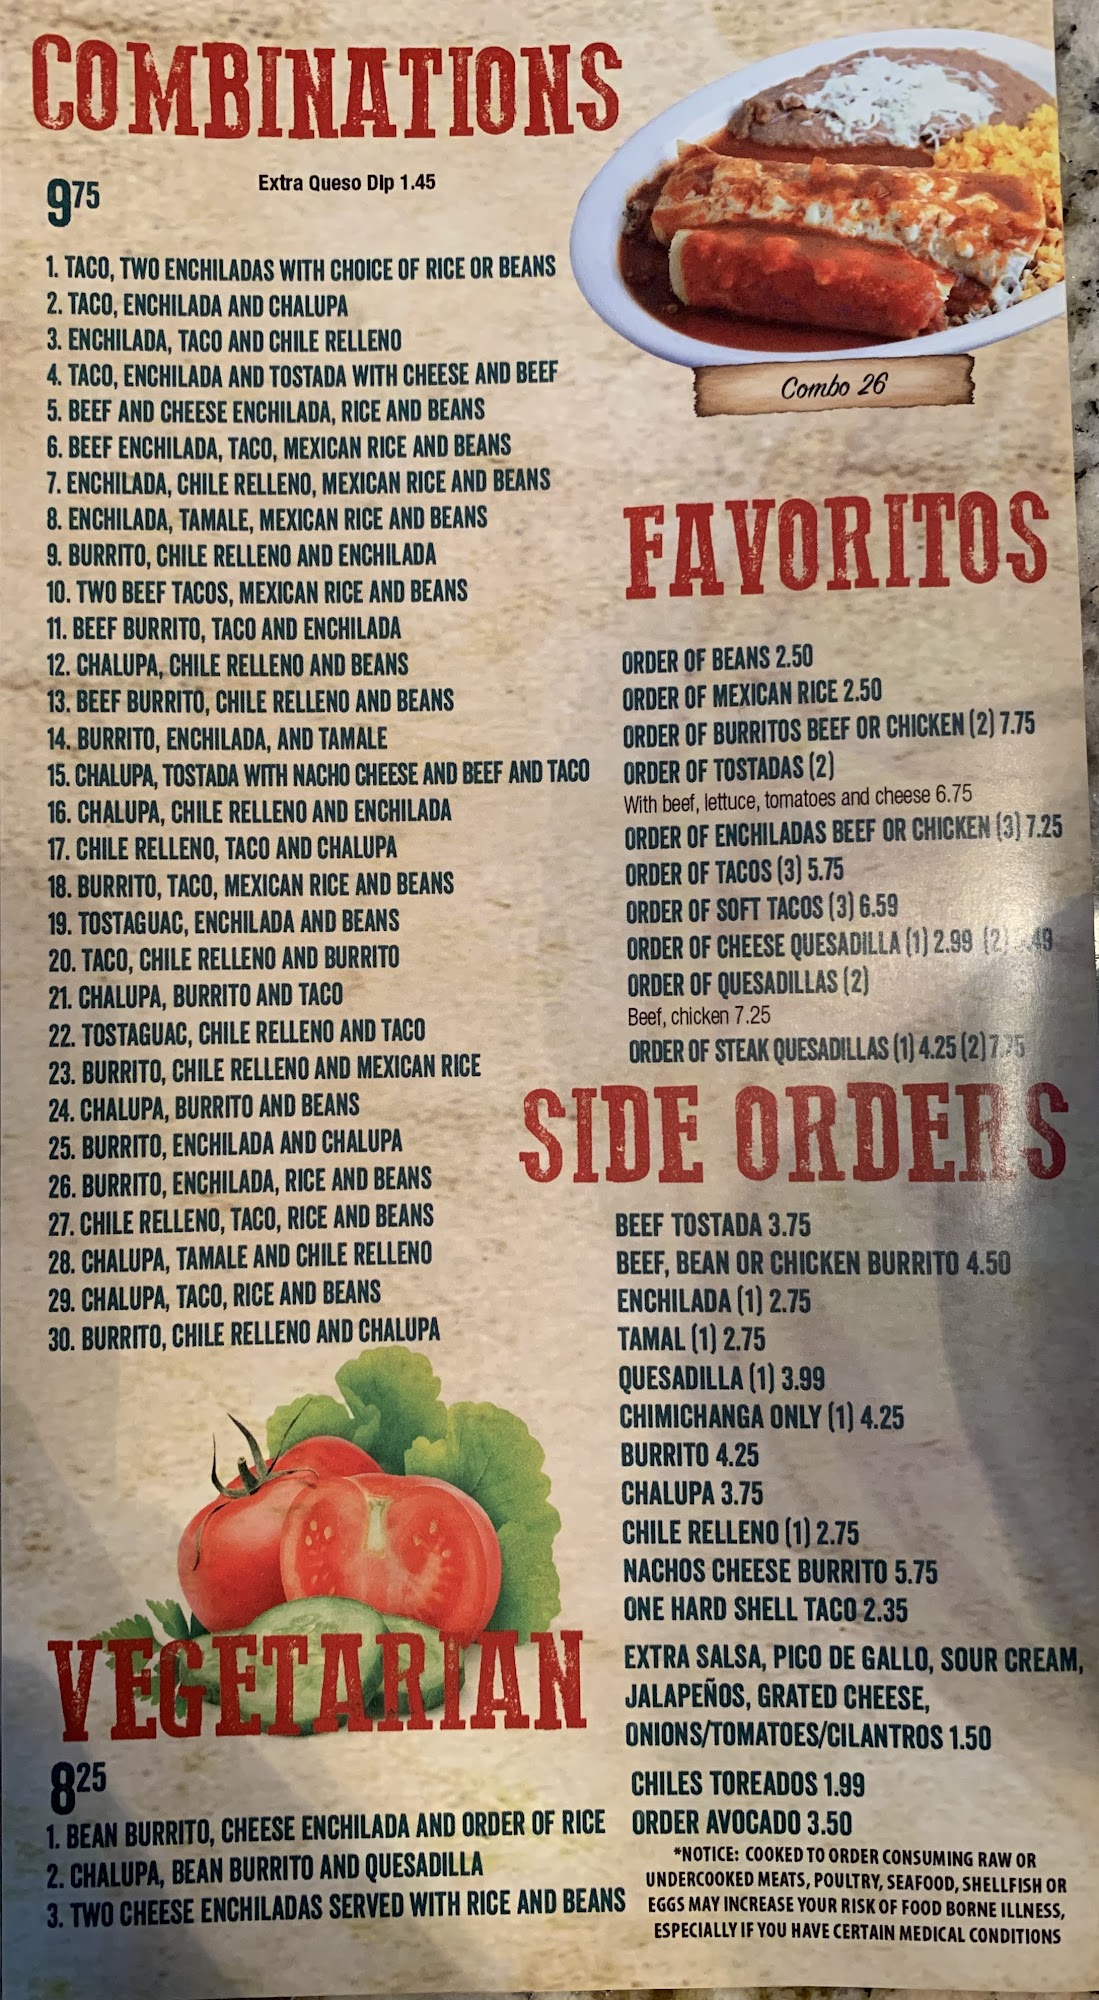 COMBINATIONS
9.75
Extra Queso Dip 1.45
1. TACO, TWO ENCHILADAS WITH CHOICE OF RICE OR BEANS
2. TACO, ENCHILADA AND CHALUPA
3. ENCHILADA, TACO AND CHILE RELLENO
4. TACO, ENCHILADA AND TOSTADA WITH CHEESE AND BEEF
5. BEEF AND CHEESE ENCHILADA, RICE AND BEANS
6. BEEF ENCHILADA, TACO, MEXICAN RICE AND BEANS
7. ENCHILADA, CHILE RELLENO, MEXICAN RICE AND BEANS
8. ENCHILADA, TAMALE, MEXICAN RICE AND BEANS
9. BURRITO, CHILE RELLENO AND ENCHILADA
10. TWO BEEF TACOS, MEXICAN RICE AND BEANS
11. BEEF BURRITO, TACO AND ENCHILADA
12. CHALUPA, CHILE RELLENO AND BEANS
13. BEEF BURRITO, CHILE RELLENO AND BEANS
14. BURRITO, ENCHILADA, AND TAMALE
15. CHALUPA, TOSTADA WITH NACHO CHEESE AND BEEF AND TACO
16. CHALUPA, CHILE RELLENO AND ENCHILADA
17. CHILE RELLENO, TACO AND CHALUPA
18. BURRITO, TACO, MEXICAN RICE AND BEANS
19. TOSTAGUAC, ENCHILADA AND BEANS
20. TACO, CHILE RELLENO AND BURRITO
21. CHALUPA, BURRITO AND TACO
22. TOSTAGUAC, CHILE RELLENO AND TACO
23. BURRITO, CHILE RELLENO AND MEXICAN RICE
24. CHALUPA, BURRITO AND BEANS
25. BURRITO, ENCHILADA AND CHALUPA
26. BURRITO, ENCHILADA, RICE AND BEANS
27. CHILE RELLENO, TACO, RICE AND BEANS
28. CHALUPA, TAMALE AND CHILE RELLENO
29. CHALUPA, TACO, RICE AND BEANS
30. BURRITO, CHILE RELLENO AND CHALUPA
VEGETARIAN
8.25
1. BEAN BURRITO, CHEESE ENCHILADA AND ORDER OF RICE
2. CHALUPA, BEAN BURRITO AND QUESADILLA
3. TWO CHEESE ENCHILADAS SERVED WITH RICE AND BEANS
Combo 26
FAVORITOS
ORDER OF BEANS 2.50
ORDER OF MEXICAN RICE 2.50
ORDER OF BURRITOS BEEF OR CHICKEN (2) 7.75
ORDER OF TOSTADAS (2)
With beef, lettuce, tomatoes and cheese 6.75
ORDER OF ENCHILADAS BEEF OR CHICKEN (3) 7.25
ORDER OF TACOS (3) 5.75
ORDER OF SOFT TACOS (3) 6.59
ORDER OF CHEESE QUESADILLA (1) 2.99 (2)
ORDER OF QUESADILLAS (2)
Beef, chicken 7.25
ORDER OF STEAK QUESADILLAS (1) 4.25 (2) 7.75
SIDE ORDERS
BEEF TOSTADA 3.75
BEEF, BEAN OR CHICKEN BURRITO 4.50
ENCHILADA (1) 2.75
TAMAL (1) 2.75
QUESADILLA (1) 3.99
CHIMICHANGA ONLY (1) 4.25
BURRITO 4.25
CHALUPA 3.75
CHILE RELLENO (1) 2.75
NACHOS CHEESE BURRITO 5.75
ONE HARD SHELL TACO 2.35
EXTRA SALSA, PICO DE GALLO, SOUR CREAM,
JALAPEÑOS, GRATED CHEESE,
ONIONS/TOMATOES/CILANTROS 1.50
CHILES TOREADOS 1.99
ORDER AVOCADO 3.50
*NOTICE: COOKED TO ORDER CONSUMING RAW OR
UNDERCOOKED MEATS, POULTRY, SEAFOOD, SHELLFISH OR
EGGS MAY INCREASE YOUR RISK OF FOOD BORNE ILLNESS,
ESPECIALLY IF YOU HAVE CERTAIN MEDICAL CONDITIONS